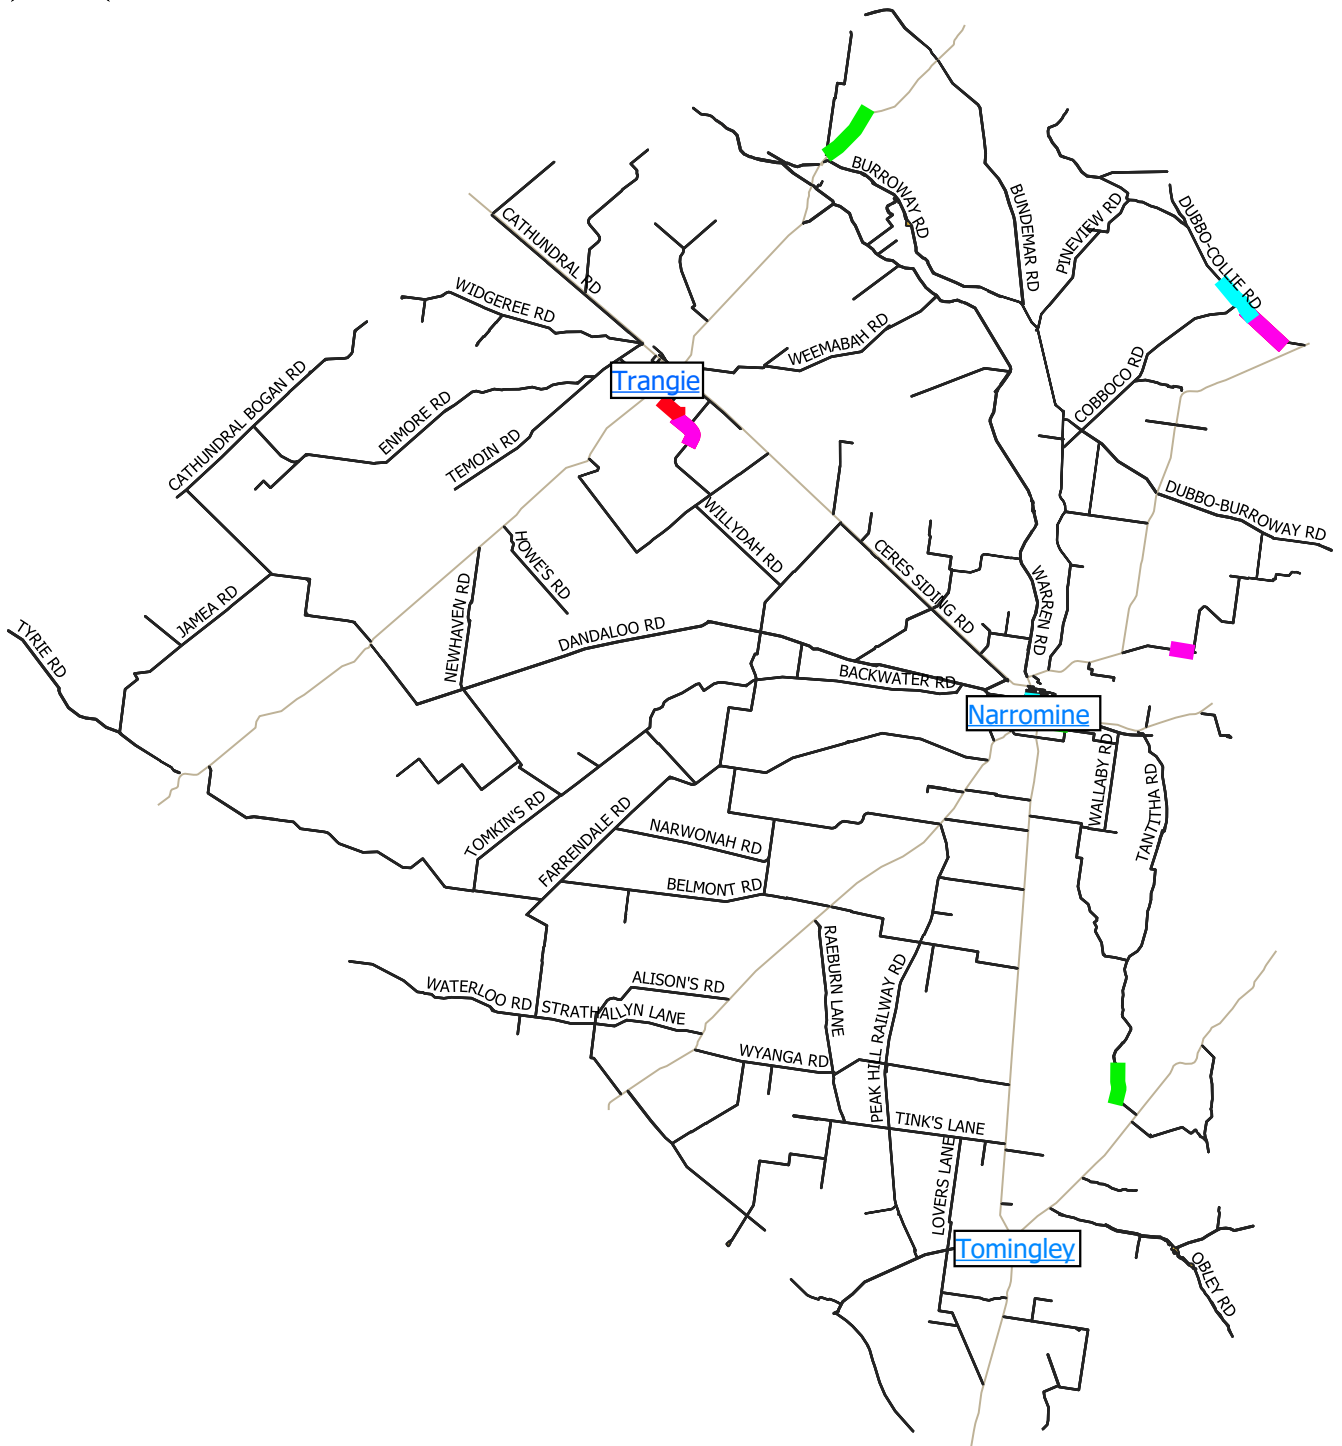 BURROWAY RD
BUNDEMAR RD
PINEVIEW RD
DUBBO-COLLIE RD
CATHUNDRAL RD
WIDGEREE RD
WEEMABAH RD
COBBOCO RD
Trangie
CATHUNDRAL BOGAN RD
ENMORE RD
TEMOIN RD
DUBBO-BURROWAY RD
WILLYDAH RD
HOWE'S RD
CERES SIDING RD
WARREN RD
NEWHAVEN RD
JAMEA RD
TYRIE RD
DANDALOO RD
BACKWATER RD
Narromine
WALLABY RD
TANTITHA RD
TOMKIN'S RD
FARRENDALE RD
NARWONAH RD
BELMONT RD
RAEBURN LANE
PEAK HILL RAILWAY RD
ALISON'S RD
WATERLOO RD
STRATHALLYN LANE
WYANGA RD
TINK'S LANE
LOVERS LANE
Tomingley
OBLEY RD